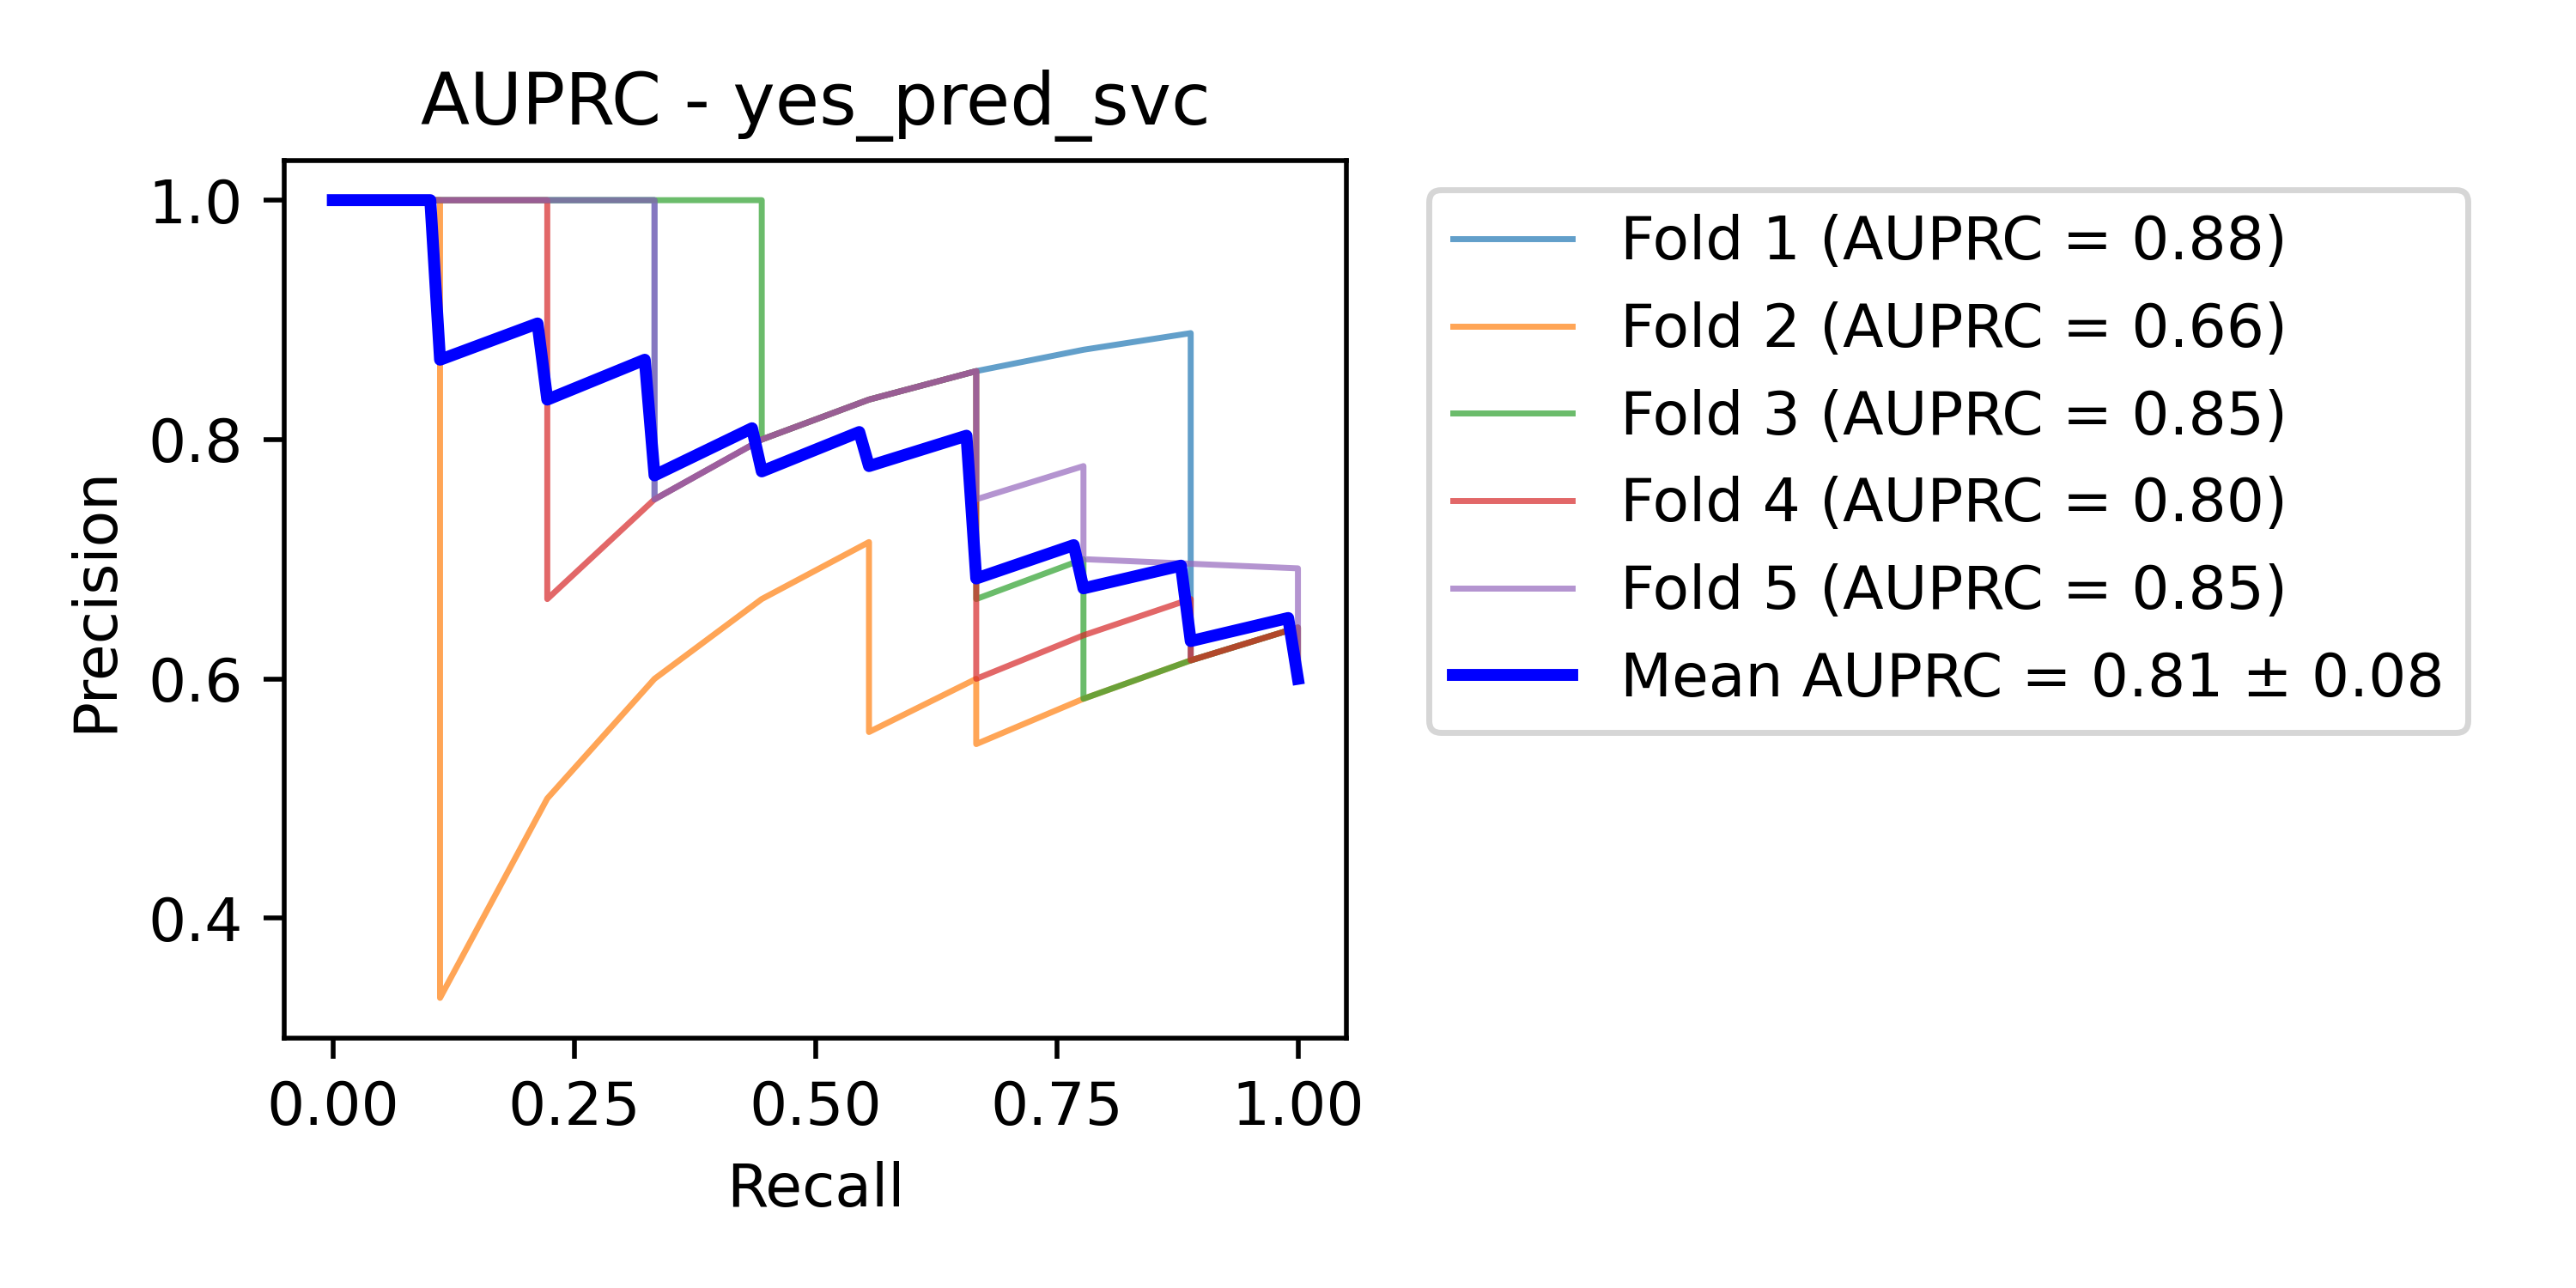 AUPRC - yes_pred_svc
Precision
1.0
0.8
0.6
0.4
0.00 0.25 0.50 0.75 1.00
Recall
Fold 1 (AUPRC = 0.88)
Fold 2 (AUPRC = 0.66)
Fold 3 (AUPRC = 0.85)
Fold 4 (AUPRC = 0.80)
Fold 5 (AUPRC = 0.85)
Mean AUPRC = 0.81 ± 0.08